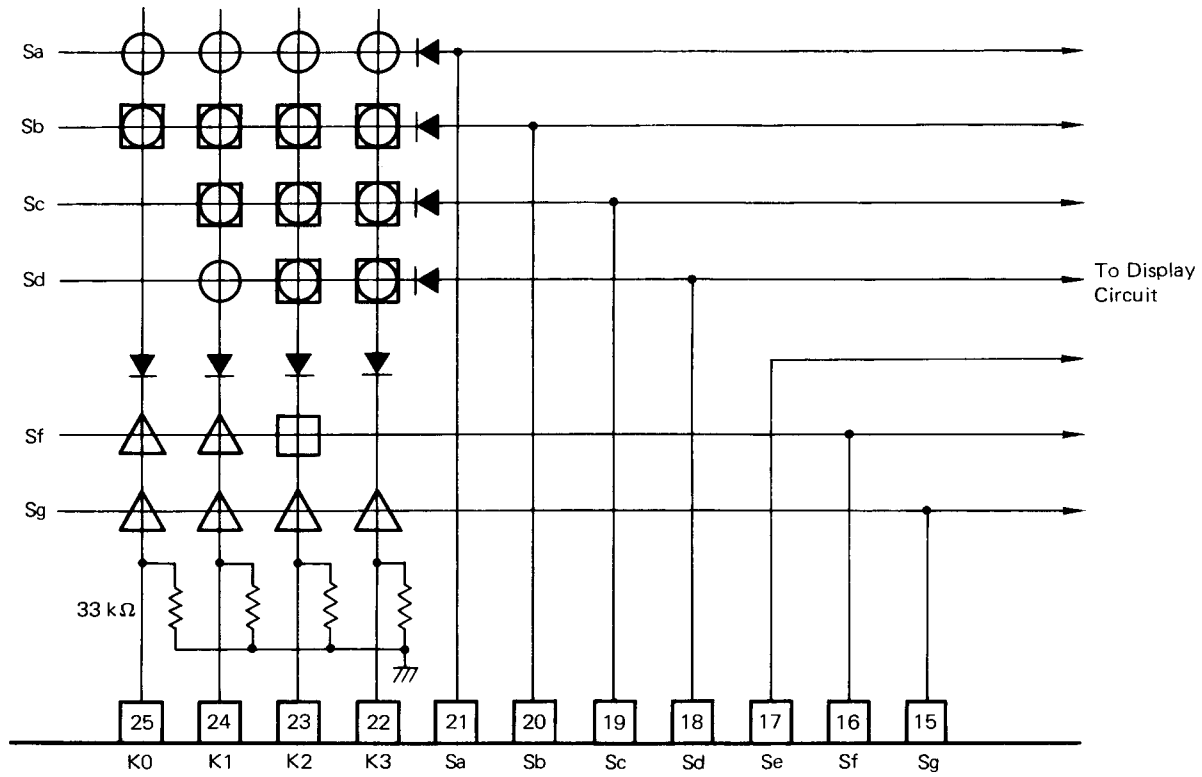 Sa
Sb
Sc
Sd
To Display
Circuit
Sf
Sg
33 kΩ
25 24 23 22 21 20 19 18 17 16 15
K0 K1 K2 K3 Sa Sb Sc Sd Se Sf Sg